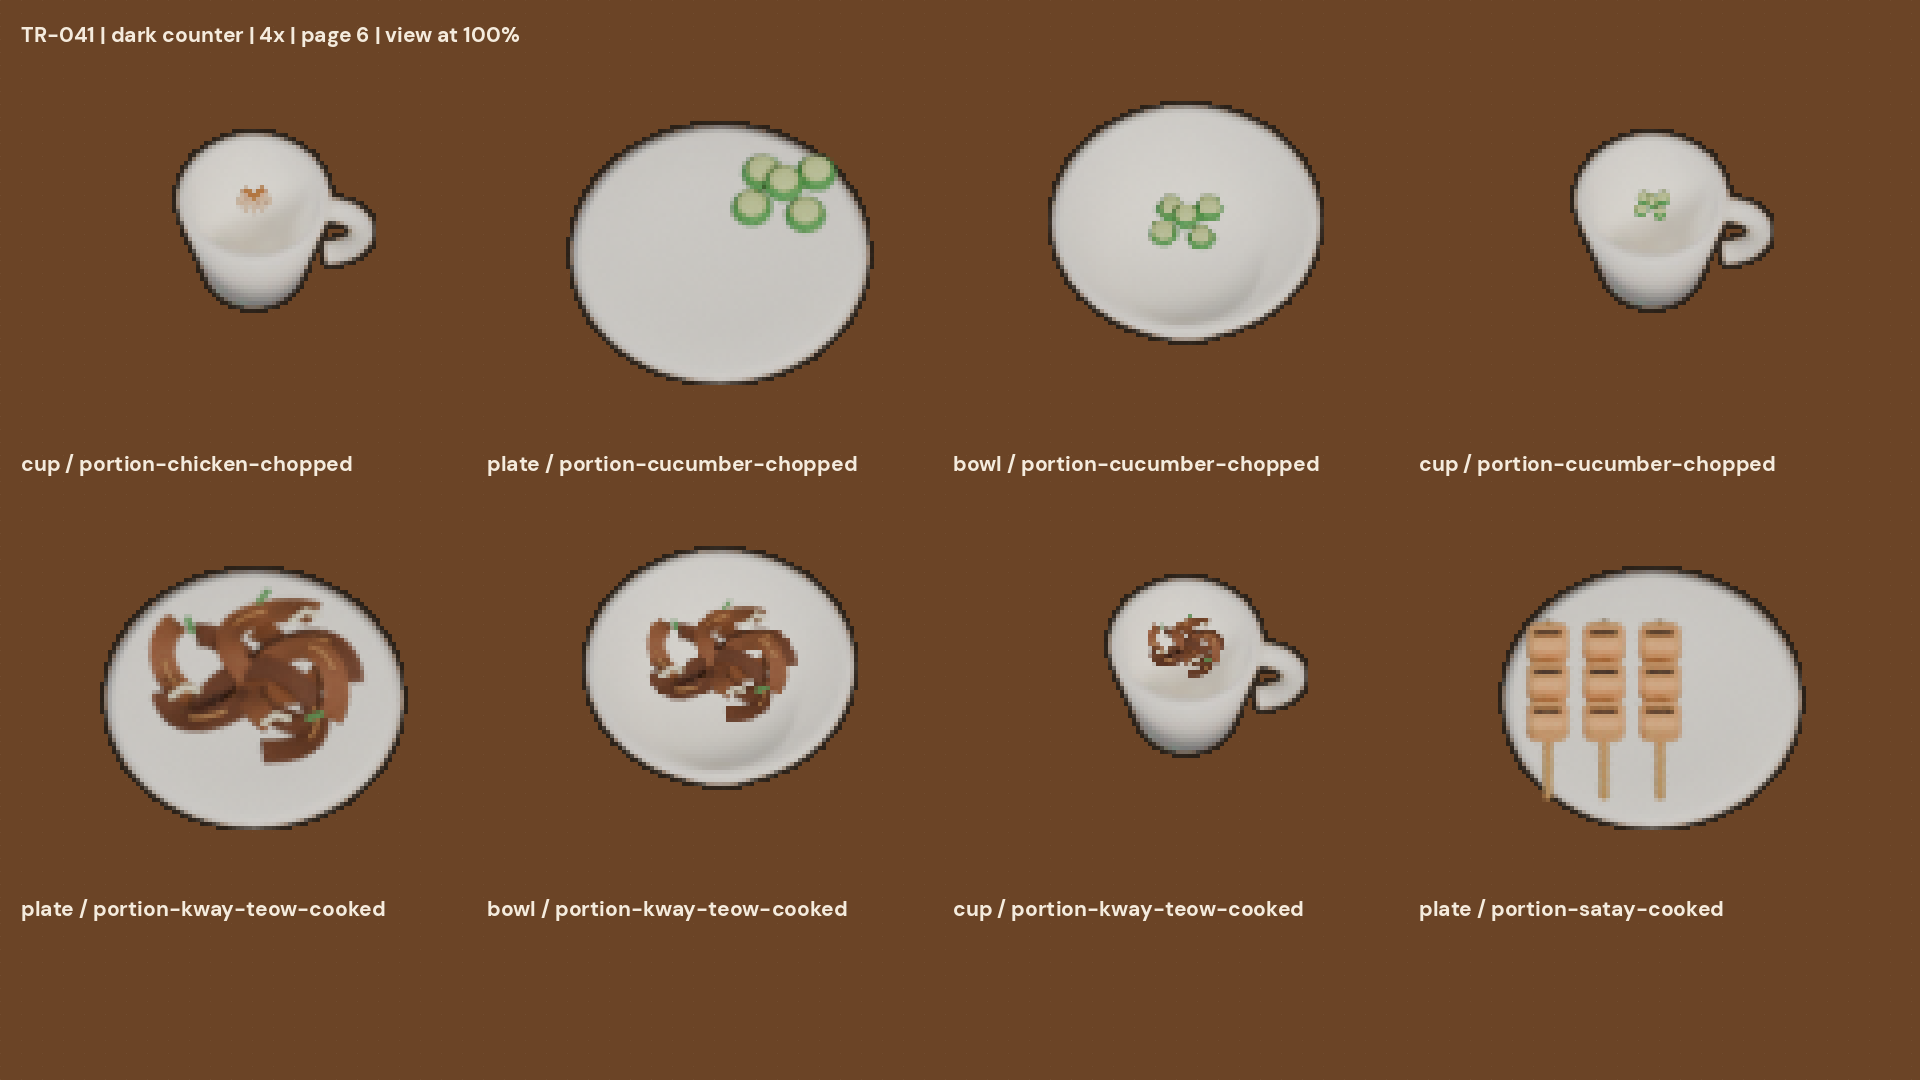 TR-041 | dark counter | 4x | page 6 | view at 100%
cup / portion-chicken-chopped
plate / portion-cucumber-chopped
bowl / portion-cucumber-chopped
cup / portion-cucumber-chopped
plate / portion-kway-teow-cooked
bowl / portion-kway-teow-cooked
cup / portion-kway-teow-cooked
plate / portion-satay-cooked